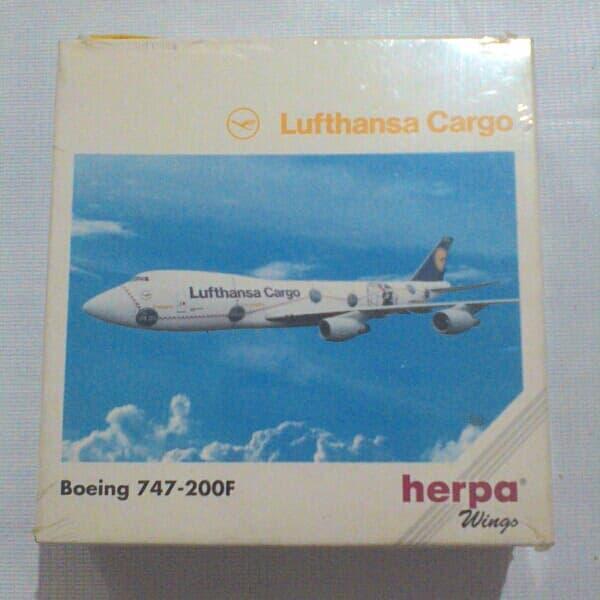 Lufthansa Cargo
Lufthansa Cargo
Boeing 747-200F
herpa®
Wings